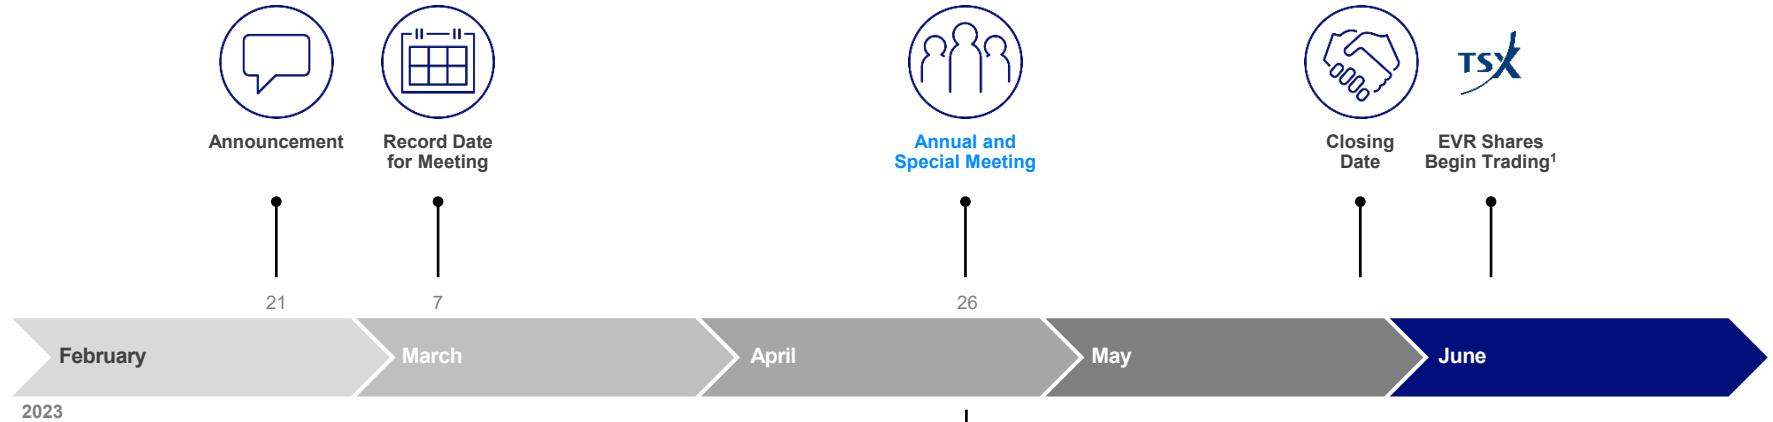 TSX
Announcement
Record Date
for Meeting
Annual and
Special Meeting
Closing
Date
EVR Shares
Begin Trading¹
21
7
26
February
March
April
May
June
2023